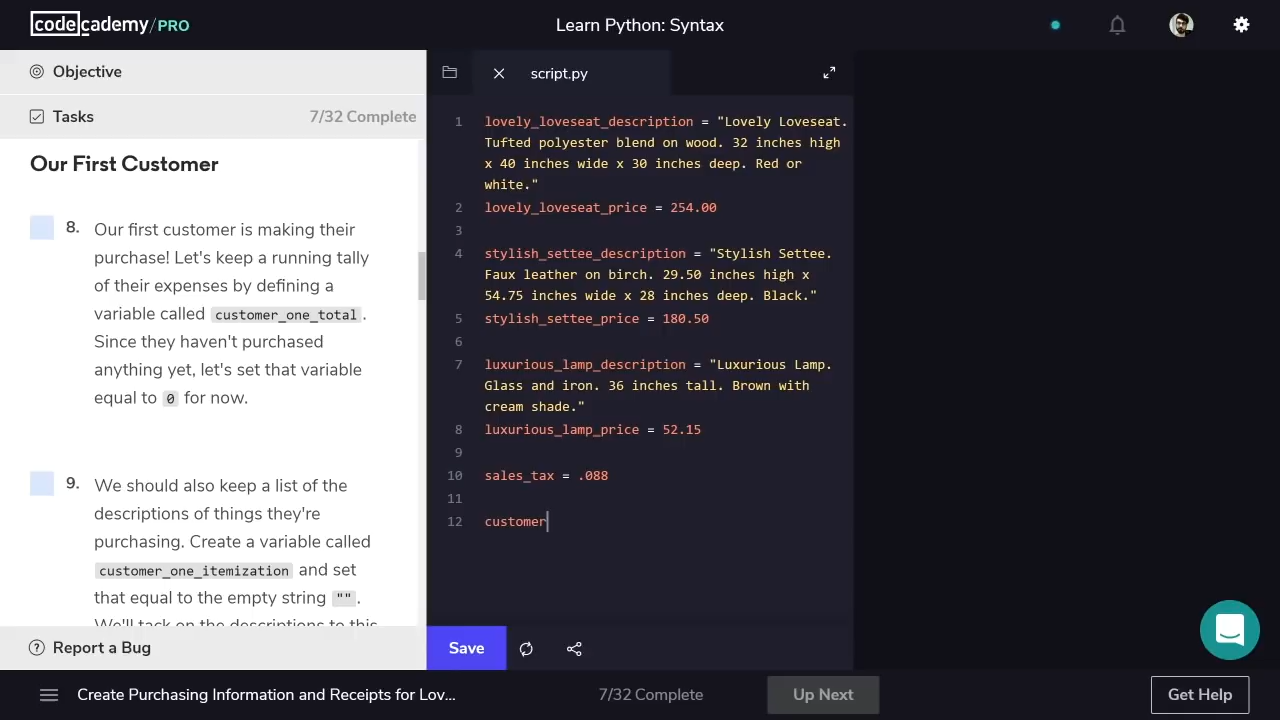 codecademy/PRO
Learn Python: Syntax
Objective
Tasks
7/32 Complete
Our First Customer
8. Our first customer is making their
purchase! Let's keep a running tally
of their expenses by defining a
variable called customer_one_total.
Since they haven't purchased
anything yet, let's set that variable
equal to 0 for now.
9. We should also keep a list of the
descriptions of things they're
purchasing. Create a variable called
customer_one_itemization and set
that equal to the empty string "".
We'll tack on the descriptions to this
Report a Bug
script.py
1 lovely_loveseat_description = "Lovely Loveseat.
Tufted polyester blend on wood. 32 inches high
x 40 inches wide x 30 inches deep. Red or
white."
2 lovely_loveseat_price = 254.00
3
4 stylish_settee_description = "Stylish Settee.
Faux leather on birch. 29.50 inches high x
54.75 inches wide x 28 inches deep. Black."
5 stylish_settee_price = 180.50
6
7 luxurious_lamp_description = "Luxurious Lamp.
Glass and iron. 36 inches tall. Brown with
cream shade."
8 luxurious_lamp_price = 52.15
9
10 sales_tax = .088
11
12 customer
Save
Create Purchasing Information and Receipts for Lov...
7/32 Complete
Up Next
Get Help